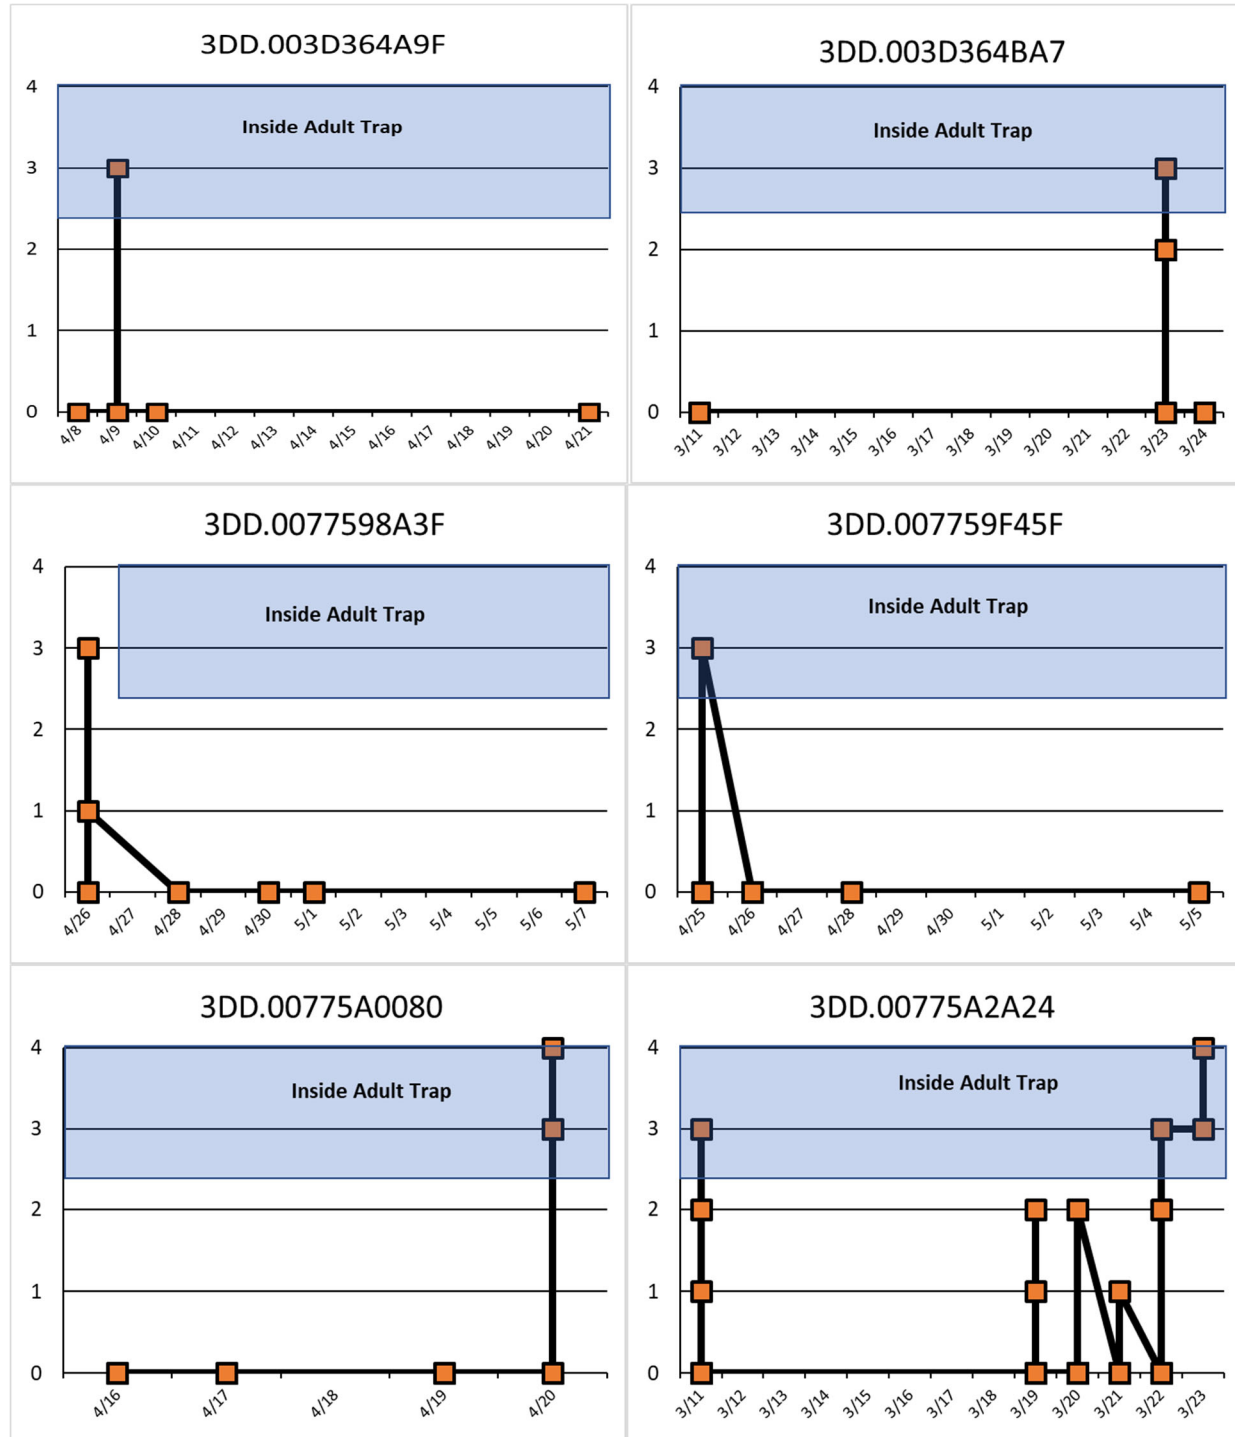 3DD.003D364A9F
4
Inside Adult Trap
3
2
1
0
4/8 4/9 4/10 4/11 4/12 4/13 4/14 4/15 4/16 4/17 4/18 4/19 4/20 4/21
3DD.003D364BA7
4
Inside Adult Trap
3
2
1
0
3/11 3/12 3/13 3/14 3/15 3/16 3/17 3/18 3/19 3/20 3/21 3/22 3/23 3/24
3DD.0077598A3F
4
Inside Adult Trap
3
2
1
0
4/26 4/27 4/28 4/29 4/30 5/1 5/2 5/3 5/4 5/5 5/6 5/7
3DD.007759F45F
4
Inside Adult Trap
3
2
1
0
4/25 4/26 4/27 4/28 4/29 4/30 5/1 5/2 5/3 5/4 5/5
3DD.00775A0080
4
Inside Adult Trap
3
2
1
0
4/16 4/17 4/18 4/19 4/20
3DD.00775A2A24
4
Inside Adult Trap
3
2
1
0
3/11 3/12 3/13 3/14 3/15 3/16 3/17 3/18 3/19 3/20 3/21 3/22 3/23